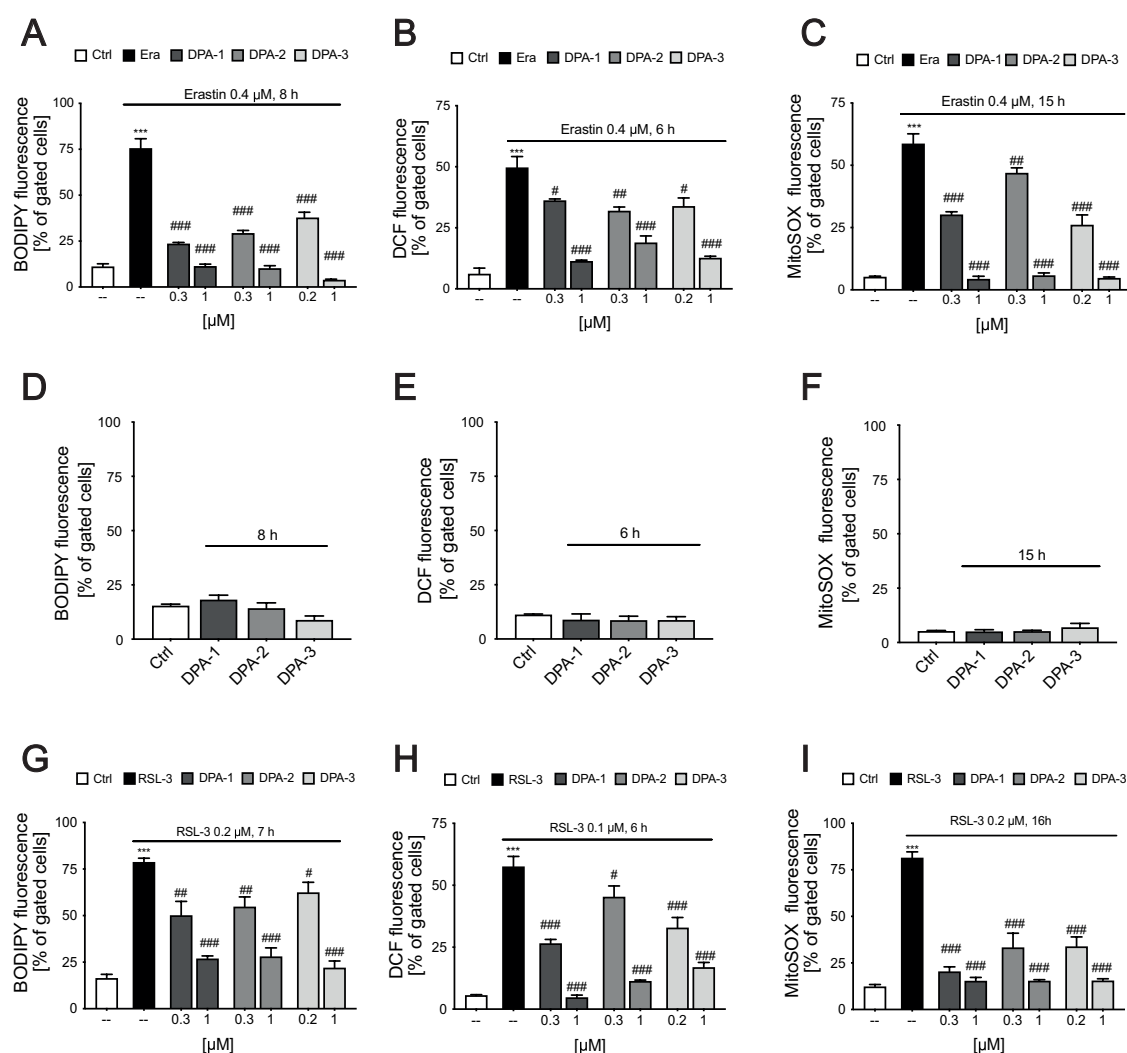 A
Ctrl Era DPA-1 DPA-2 DPA-3
Erastin 0.4 µM, 8 h
BODIPY fluorescence
[% of gated cells]
100
75
50
25
0
***
###
###
###
###
###
###
-- -- 0.3 1 0.3 1 0.2 1
[µM]
B
Ctrl Era DPA-1 DPA-2 DPA-3
Erastin 0.4 µM, 6 h
DCF fluorescence
[% of gated cells]
75
50
25
0
***
#
###
##
###
#
###
-- -- 0.3 1 0.3 1 0.2 1
[µM]
C
Ctrl Era DPA-1 DPA-2 DPA-3
Erastin 0.4 µM, 15 h
MitoSOX fluorescence
[% of gated cells]
75
50
25
0
***
###
###
##
###
###
###
-- -- 0.3 1 0.3 1 0.2 1
[µM]
D
BODIPY fluorescence
[% of gated cells]
100
75
50
25
0
8 h
Ctrl
DPA-1
DPA-2
DPA-3
E
DCF fluorescence
[% of gated cells]
100
75
50
25
0
6 h
Ctrl
DPA-1
DPA-2
DPA-3
F
MitoSOX fluorescence
[% of gated cells]
100
75
50
25
0
15 h
Ctrl
DPA-1
DPA-2
DPA-3
G
Ctrl RSL-3 DPA-1 DPA-2 DPA-3
RSL-3 0.2 µM, 7 h
BODIPY fluorescence
[% of gated cells]
100
75
50
25
0
***
##
###
##
###
#
###
-- -- 0.3 1 0.3 1 0.2 1
[µM]
H
Ctrl RSL-3 DPA-1 DPA-2 DPA-3
RSL-3 0.1 µM, 6 h
DCF fluorescence
[% of gated cells]
75
50
25
0
***
###
###
#
###
###
###
-- -- 0.3 1 0.3 1 0.2 1
[µM]
I
Ctrl RSL-3 DPA-1 DPA-2 DPA-3
RSL-3 0.2 µM, 16h
MitoSOX fluorescence
[% of gated cells]
100
75
50
25
0
***
###
###
###
###
###
###
-- -- 0.3 1 0.3 1 0.2 1
[µM]